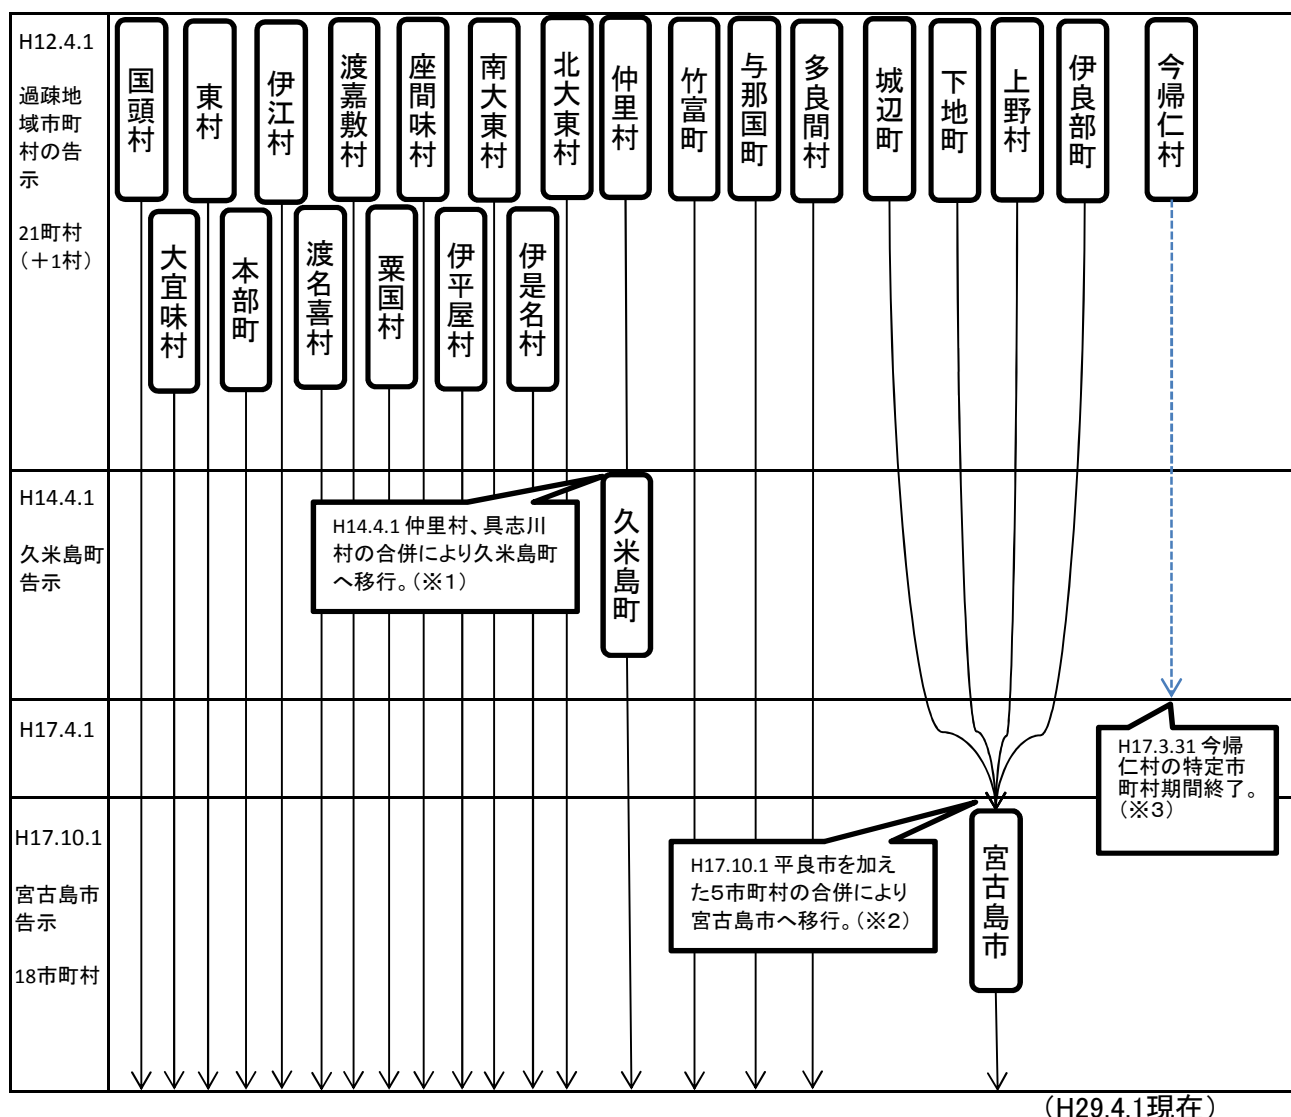 H12.4.1
過疎地
域市町
村の告
示
21町村
（＋1村）
国頭村
東村
伊江村
渡嘉敷村
座間味村
南大東村
北大東村
仲里村
竹富町
与那国町
多良間村
城辺町
下地町
上野村
伊良部町
今帰仁村
大宜味村
本部町
渡名喜村
粟国村
伊平屋村
伊是名村
H14.4.1
久米島町
告示
H14.4.1 仲里村、具志川
村の合併により久米島町
へ移行。（※１）
久米島町
H17.4.1
H17.3.31 今帰
仁村の特定市
町村期間終了。
（※３）
H17.10.1
宮古島市
告示
18市町村
H17.10.1 平良市を加え
た５市町村の合併により
宮古島市へ移行。（※２）
宮古島市
（H29.4.1現在）